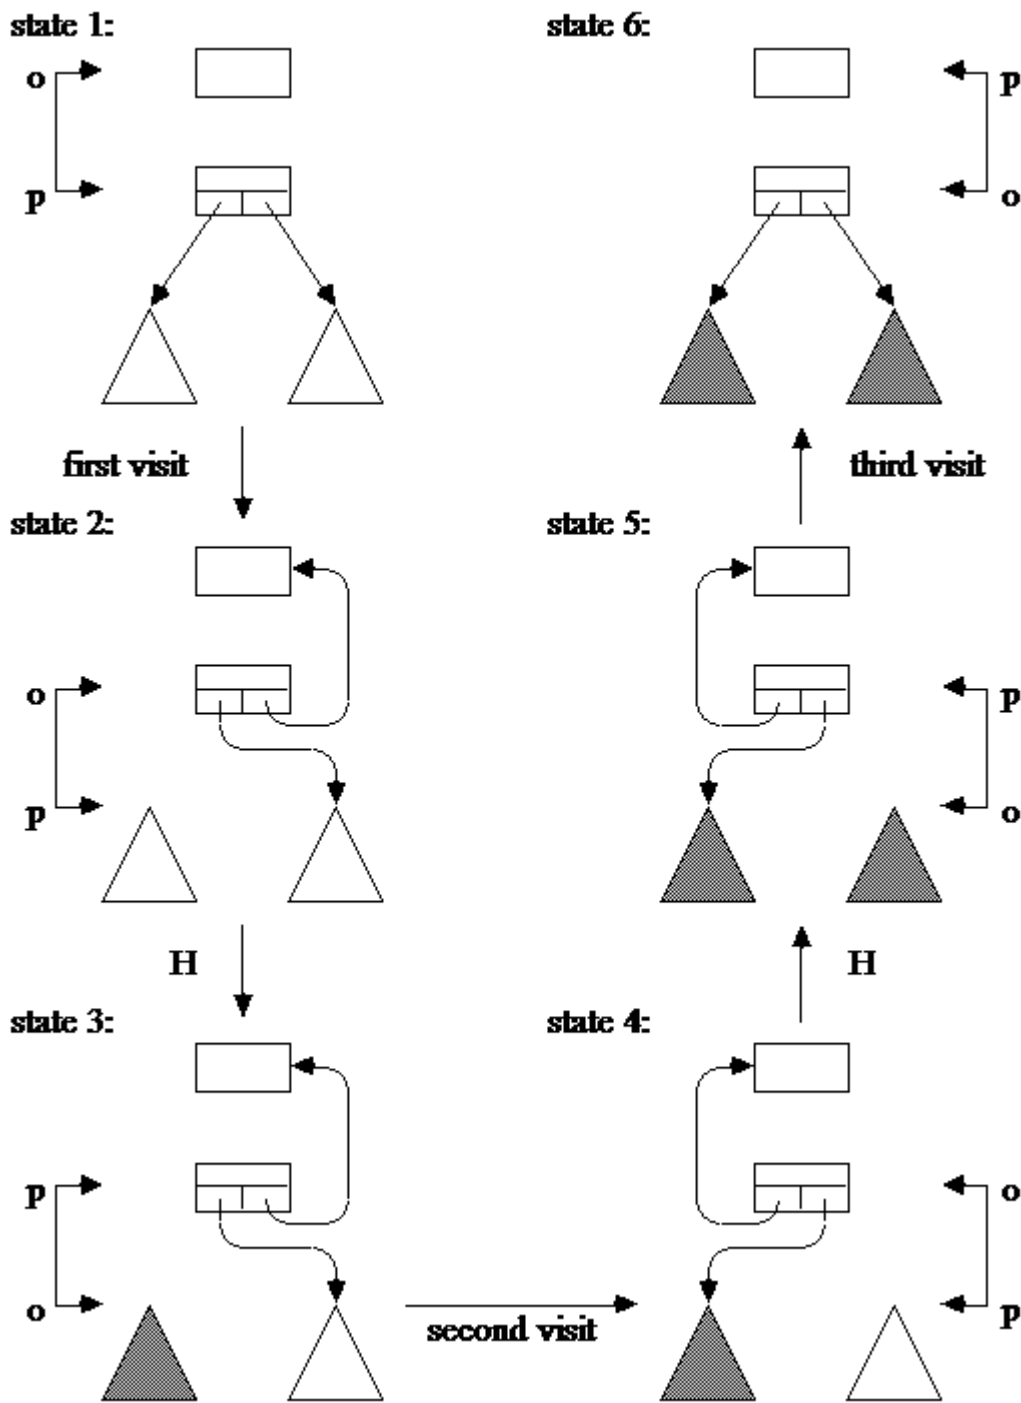 state 1:
o
p
first visit
state 2:
o
p
H
state 3:
p
o
second visit
state 4:
o
p
H
state 5:
p
o
third visit
state 6:
p
o